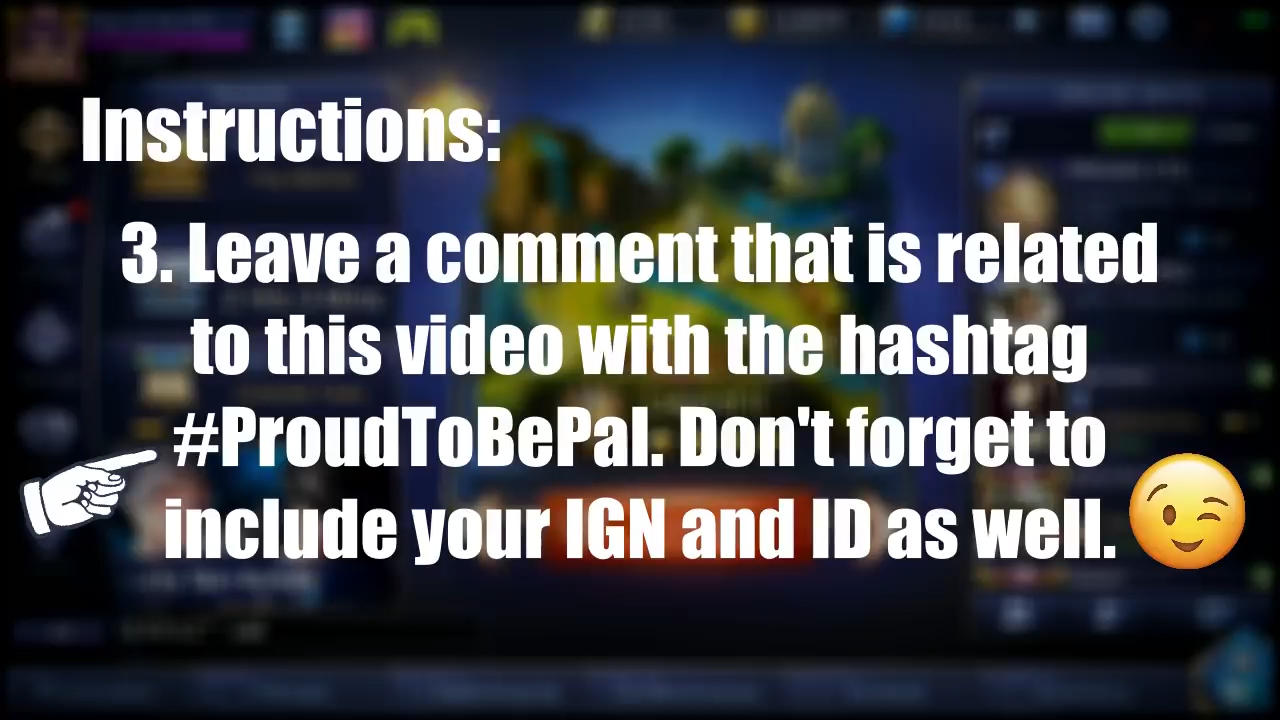 Instructions:
3. Leave a comment that is related
to this video with the hashtag
#ProudToBePal. Don't forget to
include your IGN and ID as well.